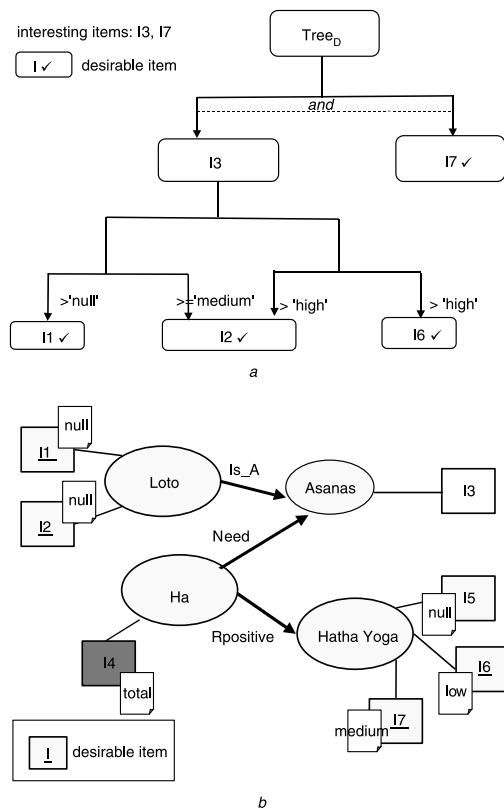 interesting items: I3, I7
I ✓ desirable item
Tree_D
and
I3
I7 ✓
>'null'
>='medium'
> 'high'
> 'high'
I1 ✓
I2 ✓
I6 ✓
a
null
I1
Loto
Is_A
Asanas
I3
null
I2
Need
Ha
Rpositive
Hatha Yoga
I5
null
I6
low
I4
total
I7
medium
I desirable item
b